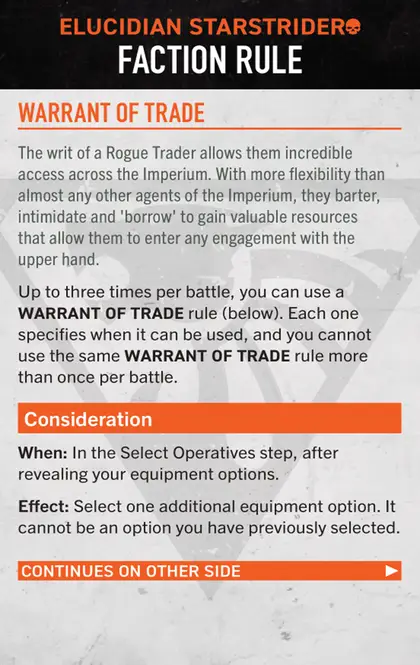 ELUCIDIAN STARSTRIDER
FACTION RULE
WARRANT OF TRADE
The writ of a Rogue Trader allows them incredible
access across the Imperium. With more flexibility than
almost any other agents of the Imperium, they barter,
intimidate and 'borrow' to gain valuable resources
that allow them to enter any engagement with the
upper hand.
Up to three times per battle, you can use a
WARRANT OF TRADE rule (below). Each one
specifies when it can be used, and you cannot
use the same WARRANT OF TRADE rule more
than once per battle.
Consideration
When: In the Select Operatives step, after
revealing your equipment options.
Effect: Select one additional equipment option. It
cannot be an option you have previously selected.
CONTINUES ON OTHER SIDE